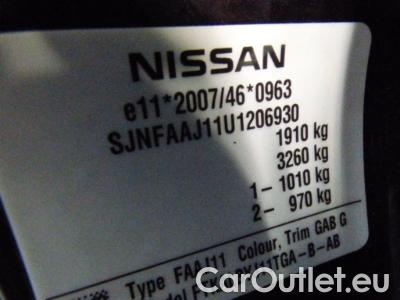 NISSAN
e11*2007/46*0963
SJNFAAJ11U1206930
1910 kg
3260 kg
1- 1010 kg
2- 970 kg
Type FAAJ11 Colour, Trim GAB G
CarOutlet.eu